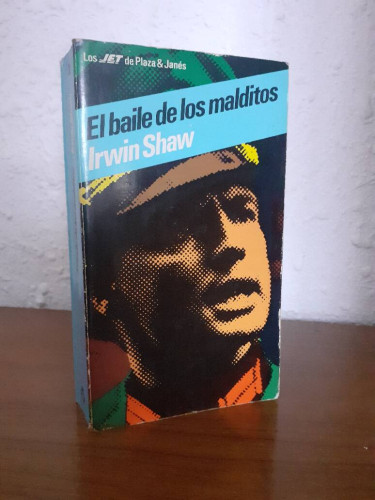 Los JET de Plaza & Janés
El baile de los malditos
Irwin Shaw